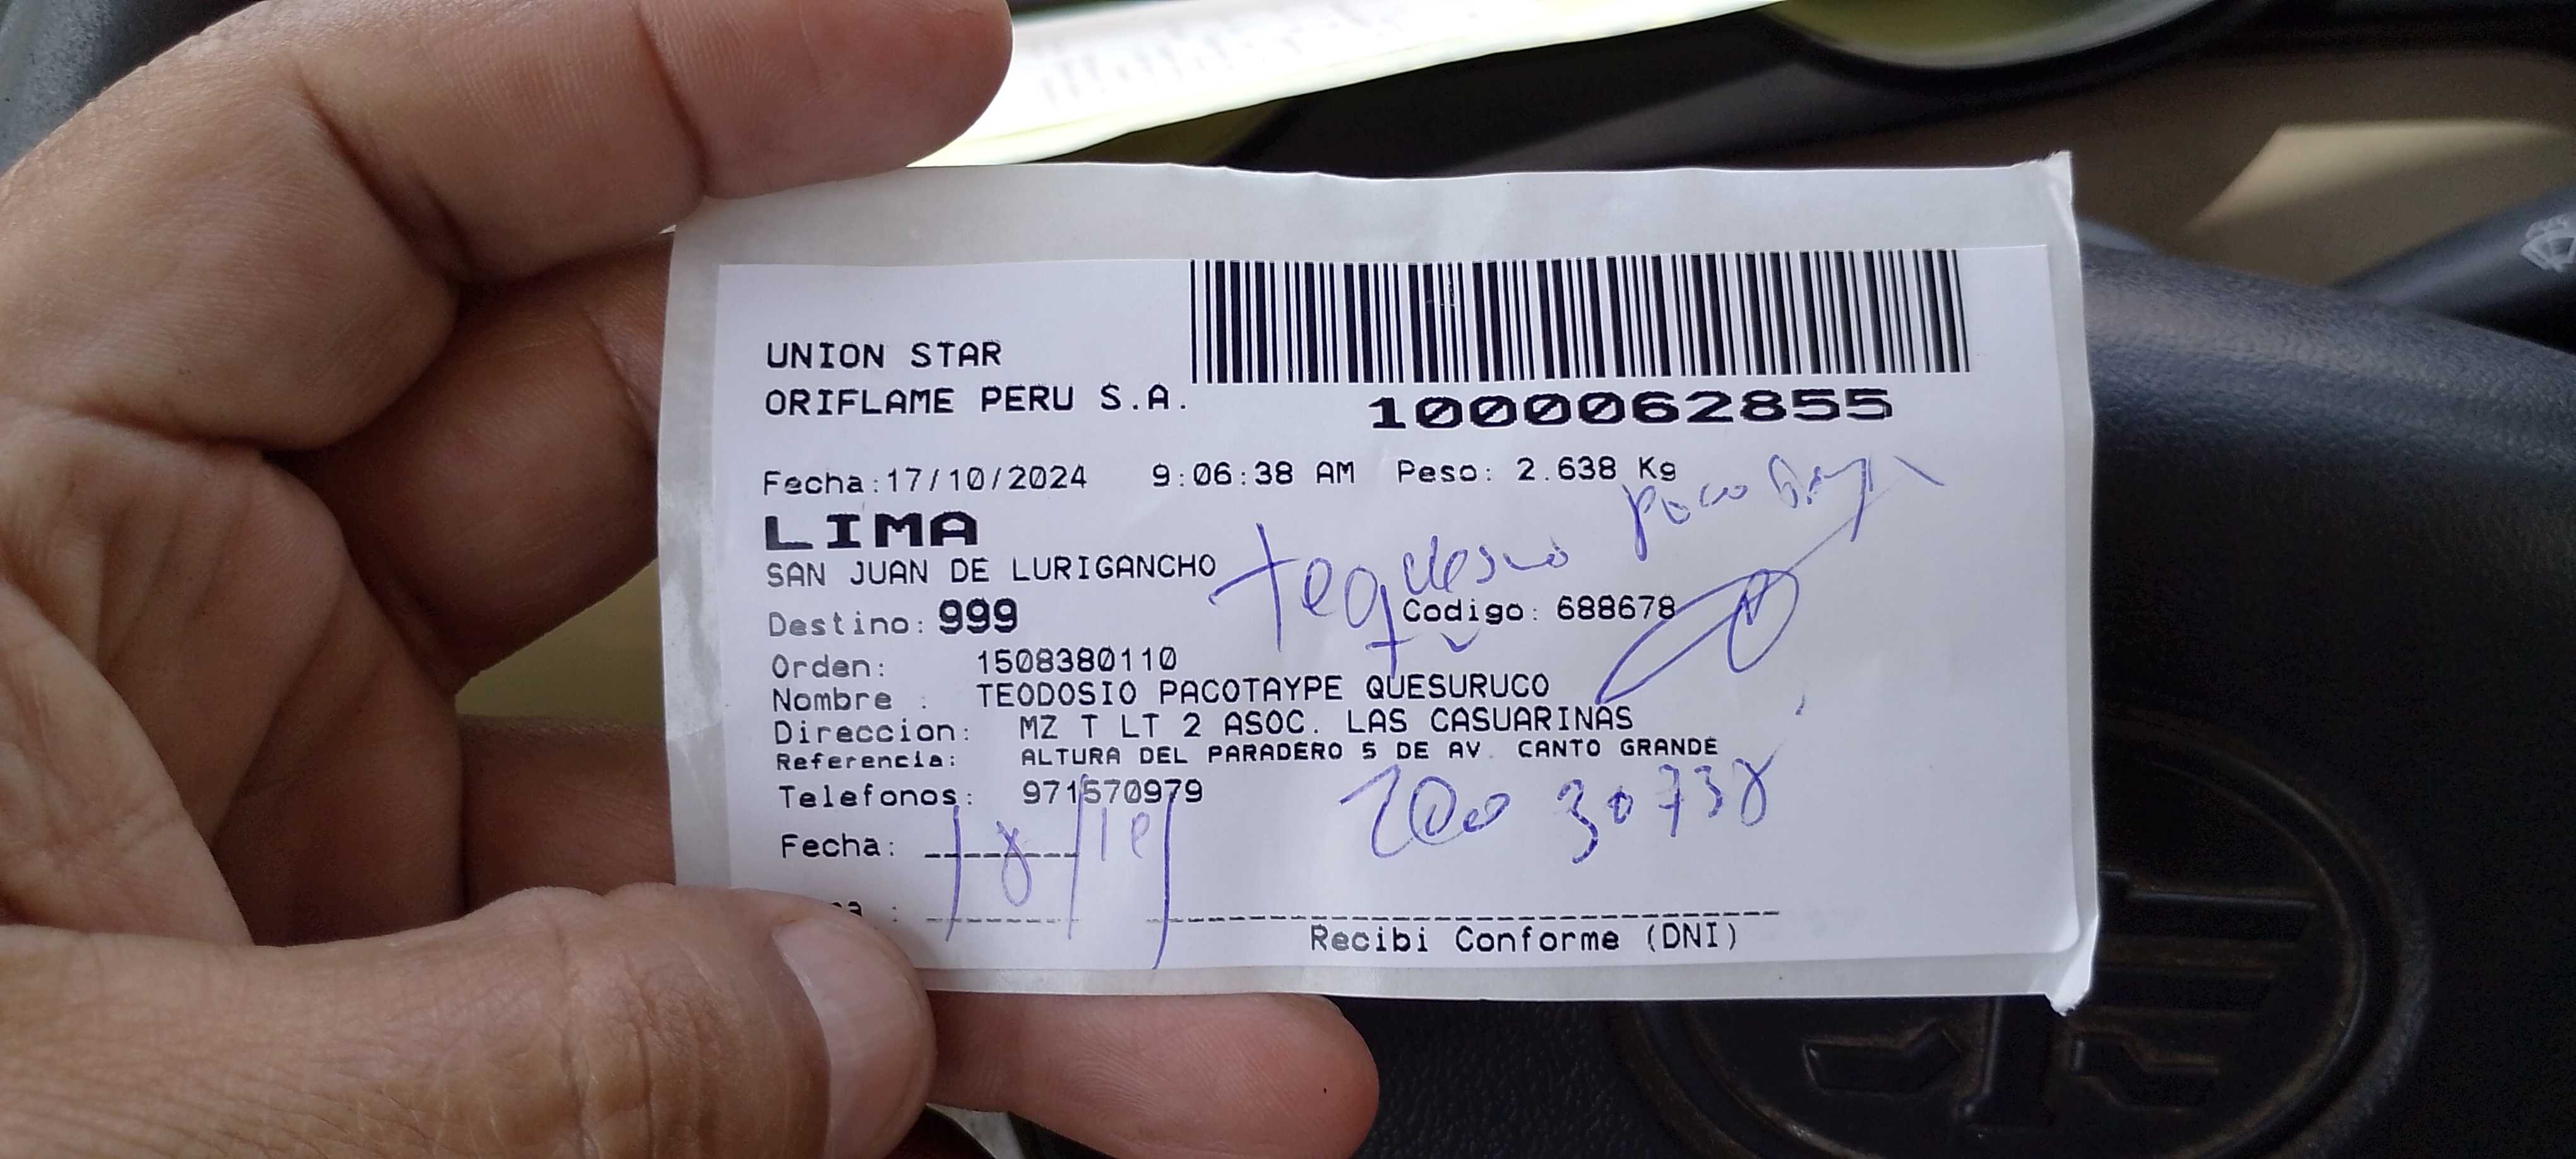 UNION STAR
ORIFLAME PERU S.A.
1000062855
Fecha:17/10/2024 9:06:38 AM Peso: 2.638 Kg
LIMA
SAN JUAN DE LURIGANCHO
Destino: 999
Codigo: 688678
Orden: 1508380110
Nombre : TEODOSIO PACOTAYPE QUESURUCO
Direccion: MZ T LT 2 ASOC. LAS CASUARINAS
Referencia: ALTURA DEL PARADERO 5 DE AV. CANTO GRANDE
Telefonos: 971570979
Fecha:
Recibi Conforme (DNI)